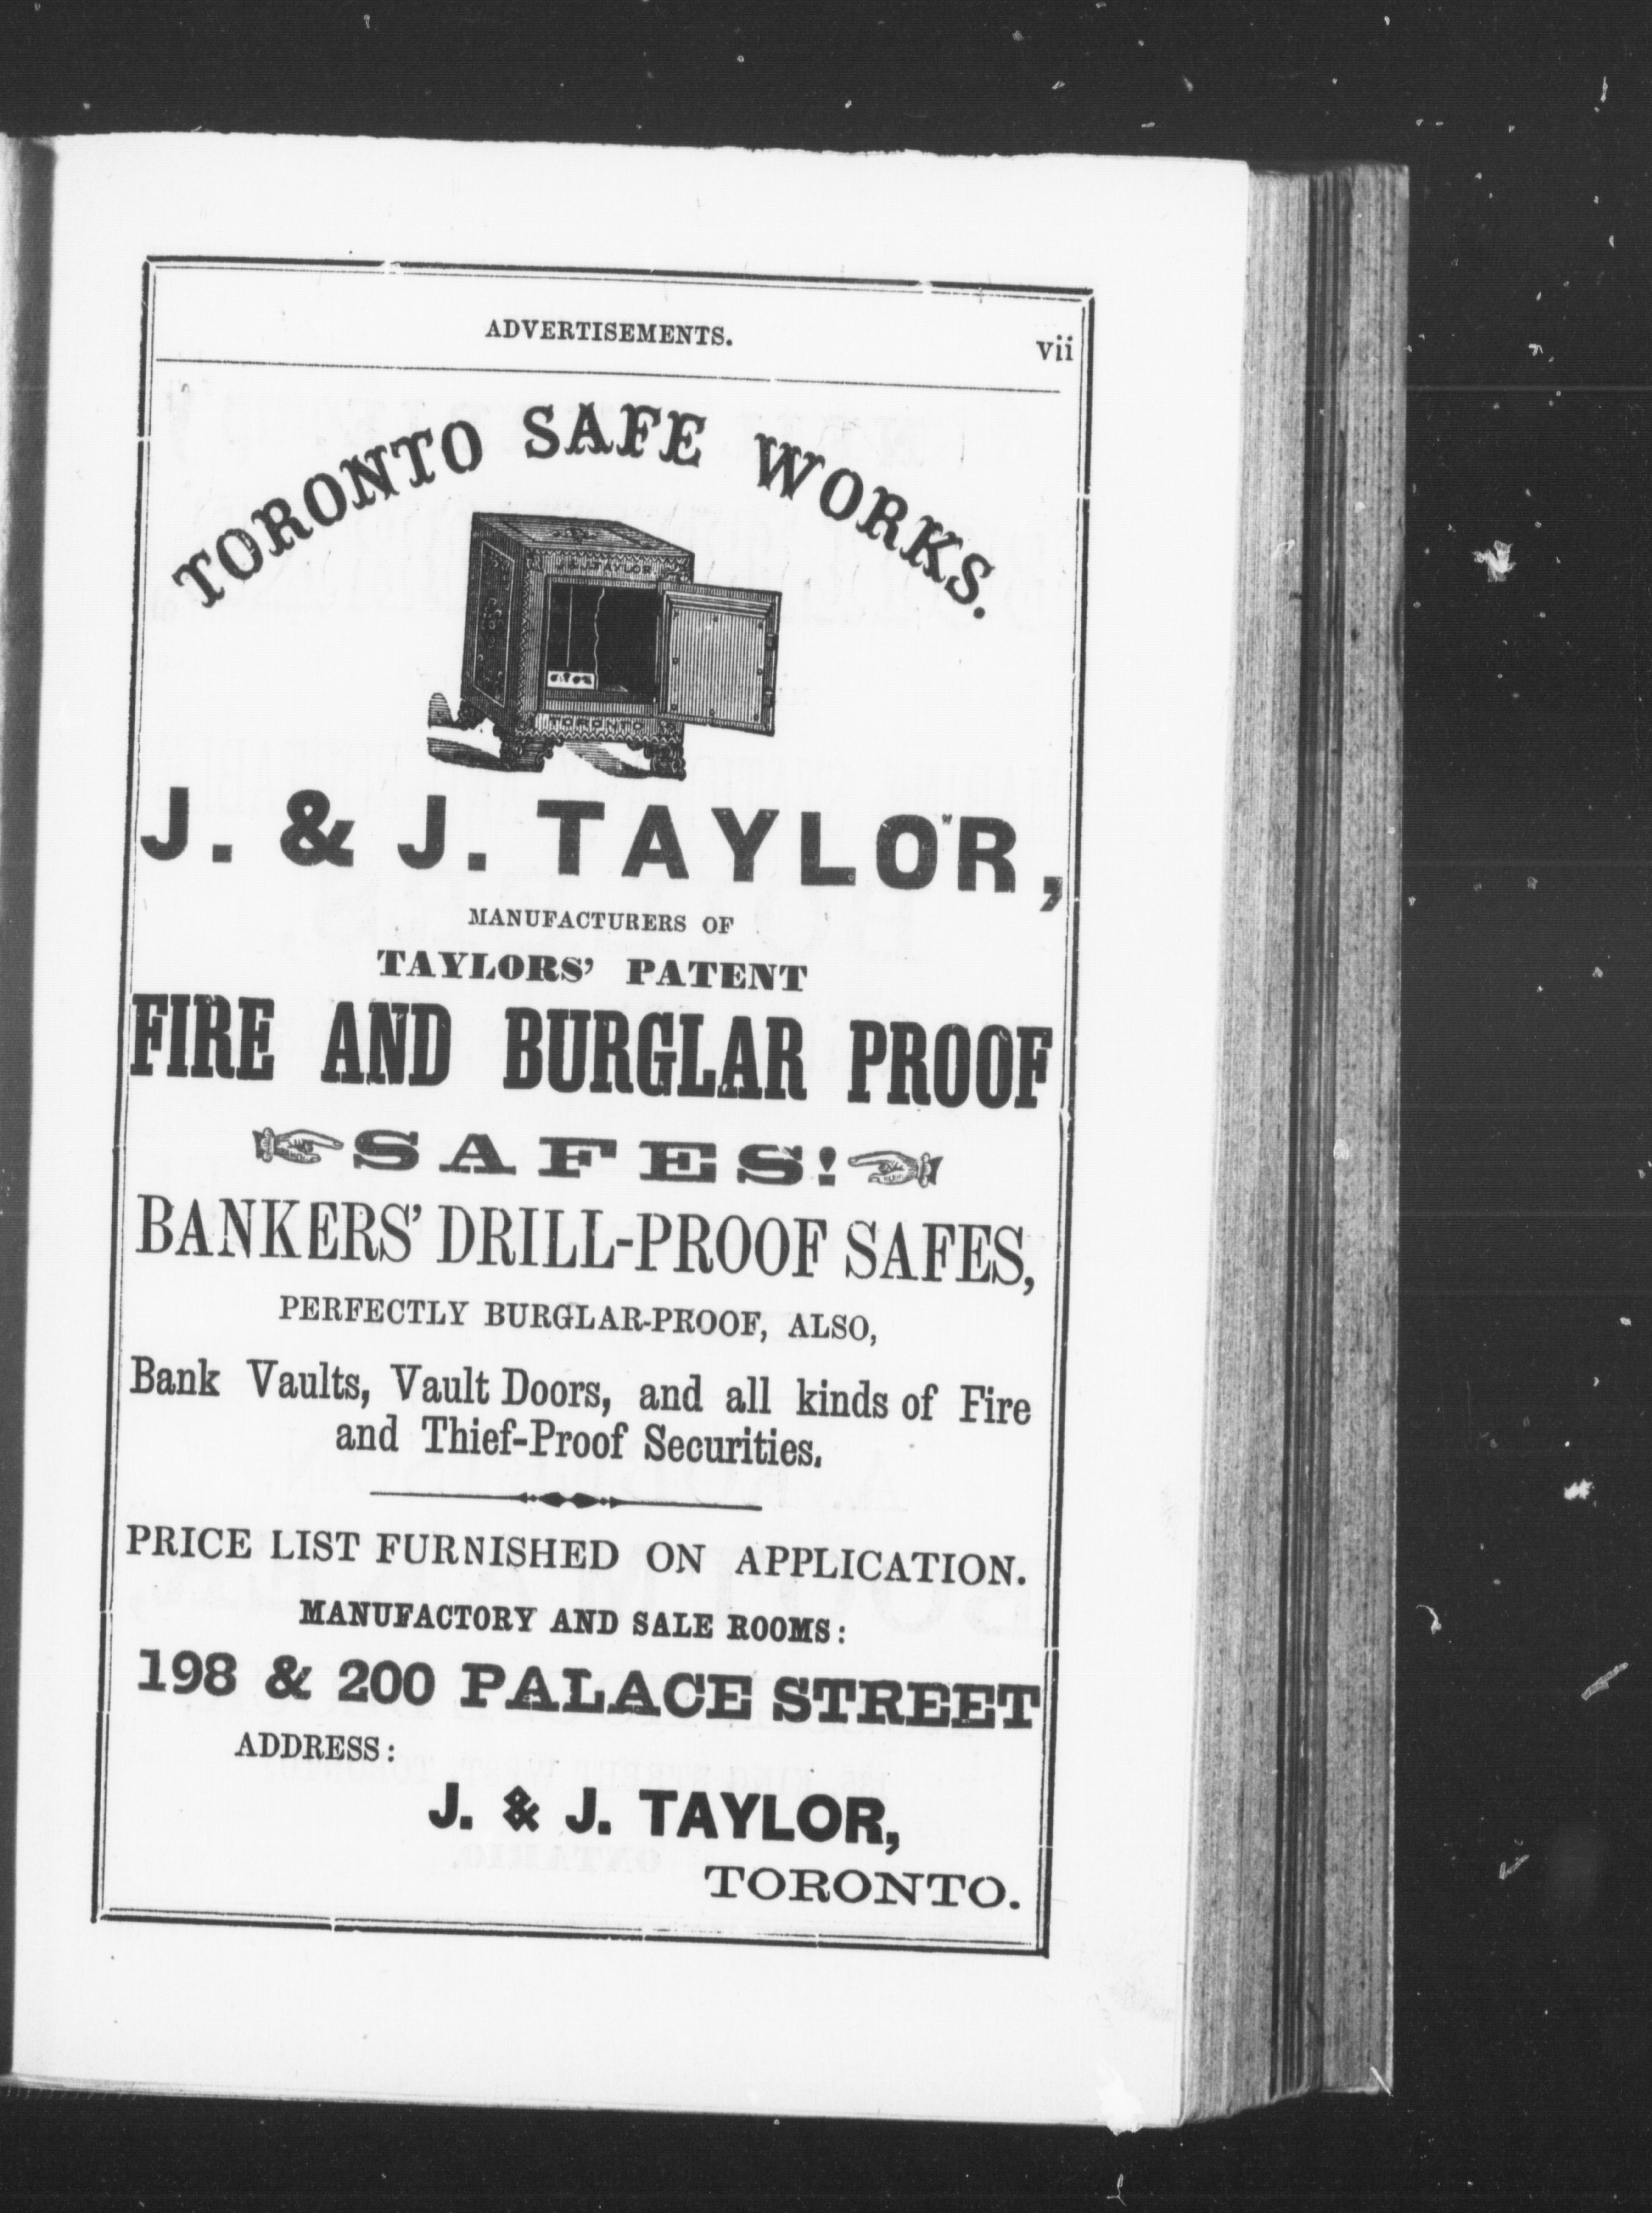 ADVERTISEMENTS. vii
TORONTO SAFE WORKS.
J. & J. TAYLOR
TORONTO
J. & J. TAYLOR,
MANUFACTURERS OF
TAYLORS' PATENT
FIRE AND BURGLAR PROOF
SAFES!
BANKERS' DRILL-PROOF SAFES,
PERFECTLY BURGLAR-PROOF, ALSO,
Bank Vaults, Vault Doors, and all kinds of Fire
and Thief-Proof Securities.
PRICE LIST FURNISHED ON APPLICATION.
MANUFACTORY AND SALE ROOMS:
198 & 200 PALACE STREET
ADDRESS:
J. & J. TAYLOR,
TORONTO.